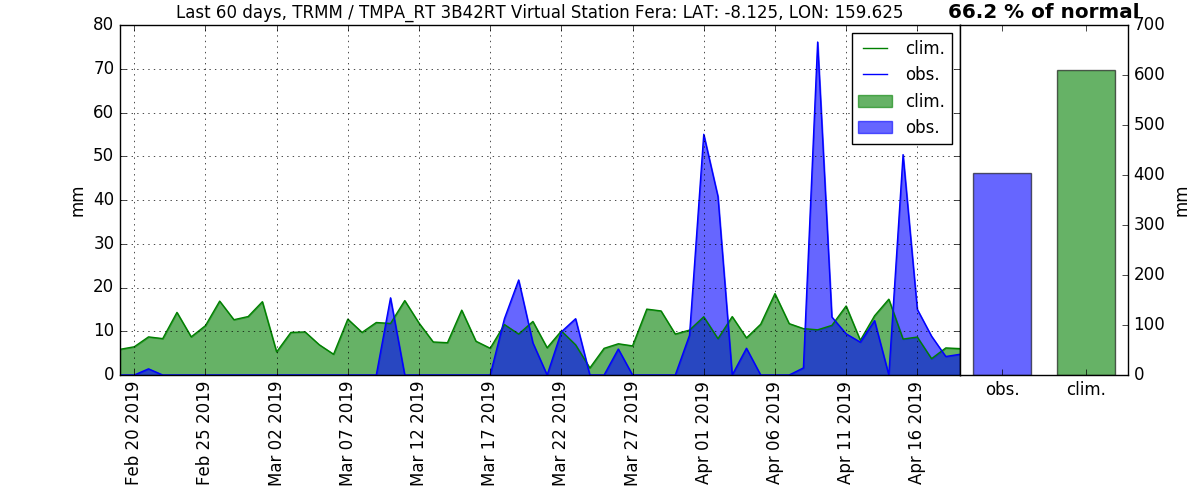 Last 60 days, TRMM / TMPA_RT 3B42RT Virtual Station Fera: LAT: -8.125, LON: 159.625
66.2 % of normal
80
70
60
50
40
30
20
10
0
mm
clim.
obs.
clim.
obs.
Feb 20 2019
Feb 25 2019
Mar 02 2019
Mar 07 2019
Mar 12 2019
Mar 17 2019
Mar 22 2019
Mar 27 2019
Apr 01 2019
Apr 06 2019
Apr 11 2019
Apr 16 2019
700
600
500
400
300
200
100
0
mm
obs.
clim.